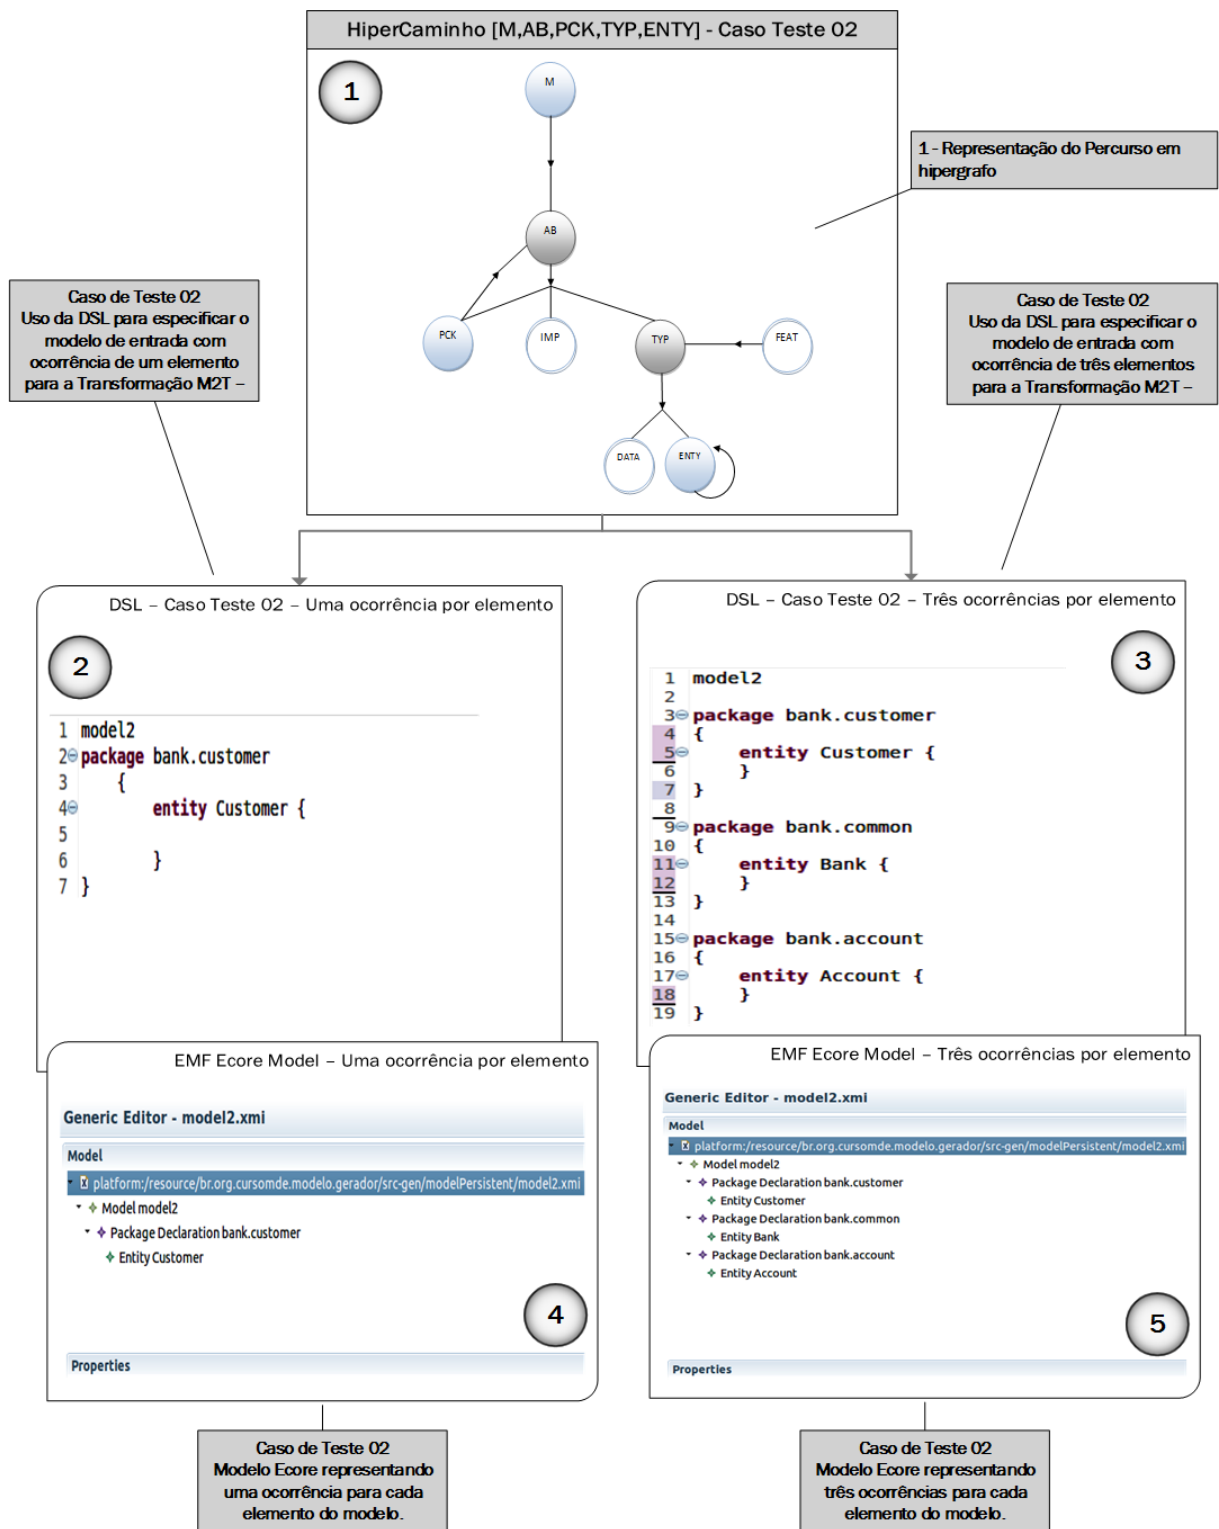 HiperCaminho [M,AB,PCK,TYP,ENTY] - Caso Teste 02
1
M
1 - Representação do Percurso em
hipergrafo
AB
PCK
IMP
TYP
FEAT
DATA
ENTY
Caso de Teste 02
Uso da DSL para especificar o
modelo de entrada com
ocorrência de um elemento
para a Transformação M2T –
Caso de Teste 02
Uso da DSL para especificar o
modelo de entrada com
ocorrência de três elementos
para a Transformação M2T –
DSL – Caso Teste 02 – Uma ocorrência por elemento
2
1 model2
2 package bank.customer
3 {
4 entity Customer {
5
6 }
7 }
DSL – Caso Teste 02 – Três ocorrências por elemento
3
1 model2
2
3 package bank.customer
4 {
5 entity Customer {
6 }
7 }
8
9 package bank.common
10 {
11 entity Bank {
12 }
13 }
14
15 package bank.account
16 {
17 entity Account {
18 }
19 }
EMF Ecore Model – Uma ocorrência por elemento
Generic Editor - model2.xmi
Model
platform:/resource/br.org.cursomde.modelo.gerador/src-gen/modelPersistent/model2.xmi
Model model2
Package Declaration bank.customer
Entity Customer
4
Properties
EMF Ecore Model – Três ocorrências por elemento
Generic Editor - model2.xmi
Model
platform:/resource/br.org.cursomde.modelo.gerador/src-gen/modelPersistent/model2.xmi
Model model2
Package Declaration bank.customer
Entity Customer
Package Declaration bank.common
Entity Bank
Package Declaration bank.account
Entity Account
5
Properties
Caso de Teste 02
Modelo Ecore representando
uma ocorrência para cada
elemento do modelo.
Caso de Teste 02
Modelo Ecore representando
três ocorrências para cada
elemento do modelo.